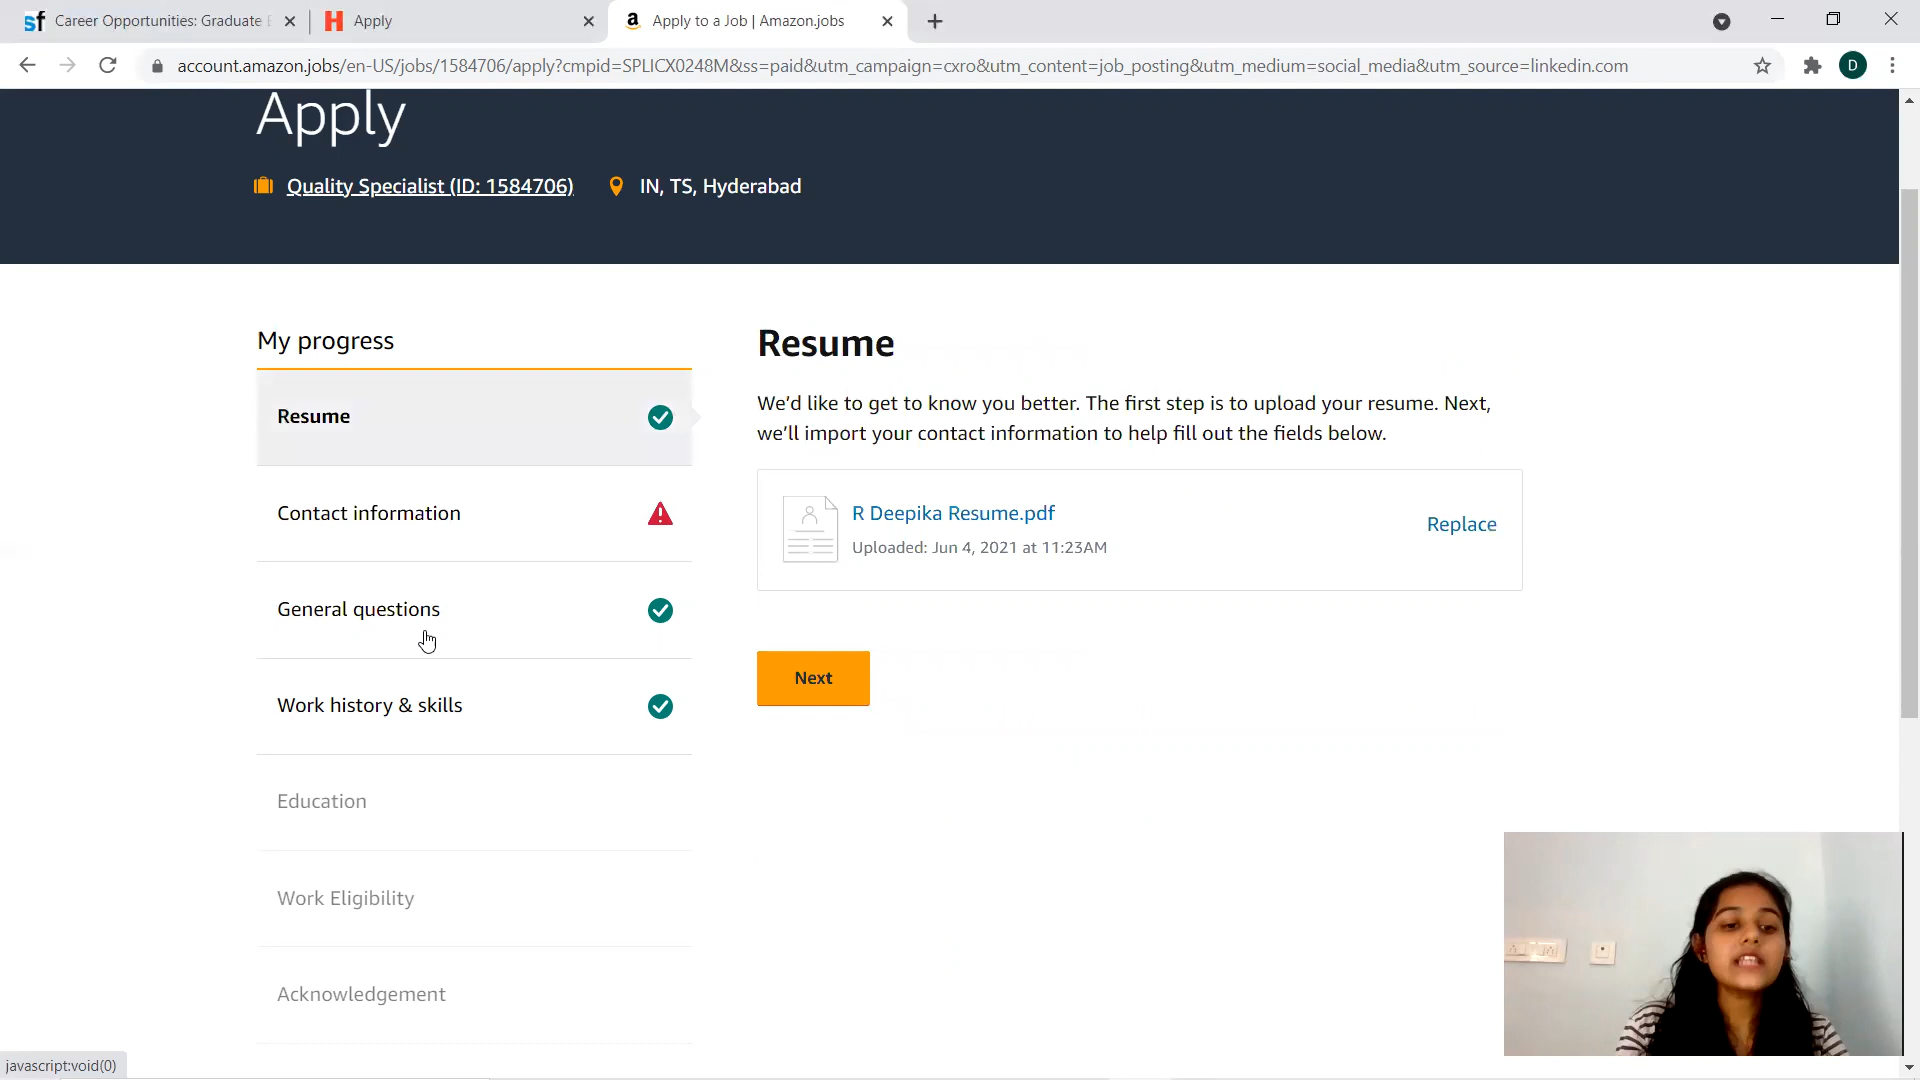 sf Career Opportunities: Graduate E
H Apply
a Apply to a Job | Amazon.jobs
account.amazon.jobs/en-US/jobs/1584706/apply?cmpid=SPLICX0248M&ss=paid&utm_campaign=cxro&utm_content=job_posting&utm_medium=social_media&utm_source=linkedin.com
D
Apply
Quality Specialist (ID: 1584706)
IN, TS, Hyderabad
My progress
Resume
Contact information
General questions
Work history & skills
Education
Work Eligibility
Acknowledgement
Resume
We'd like to get to know you better. The first step is to upload your resume. Next,
we'll import your contact information to help fill out the fields below.
R Deepika Resume.pdf
Uploaded: Jun 4, 2021 at 11:23AM
Replace
Next
javascript:void(0)